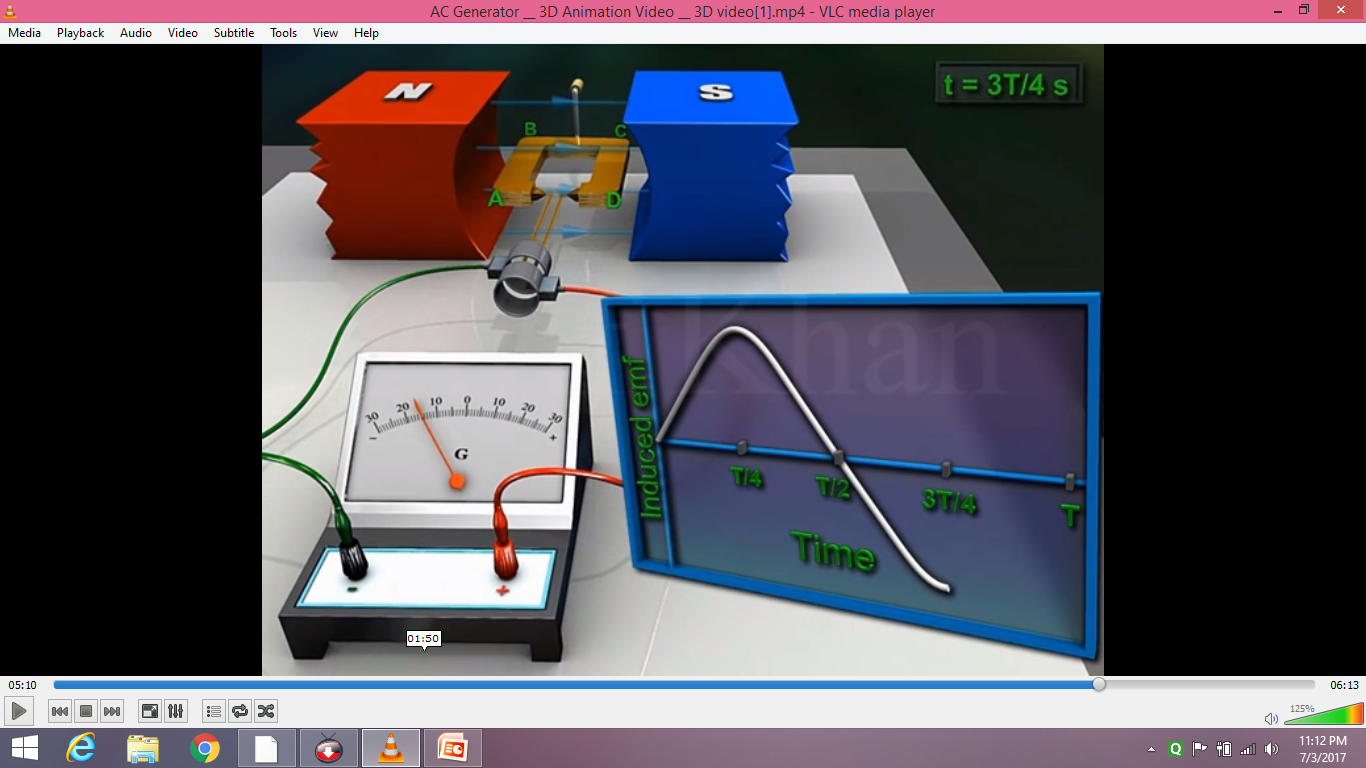 AC Generator __ 3D Animation Video __ 3D video[1].mp4 - VLC media player
Media Playback Audio Video Subtitle Tools View Help
N
S
t = 3T/4 s
B
C
A
D
Khan
Induced emf
T/4
T/2
3T/4
T
Time
30 20 10 0 10 20 30
- +
G
- +
01:50
05:10
06:13
125%
Q
11:12 PM
7/3/2017